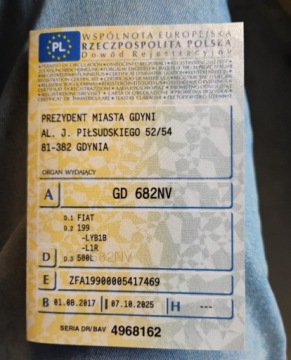 PL
WSPÓLNOTA EUROPEJSKA
RZECZPOSPOLITA POLSKA
Dowód Rejestracyjny
PREZYDENT MIASTA GDYNI
AL. J. PIŁSUDSKIEGO 52/54
81-382 GDYNIA
ORGAN WYDAJĄCY
A GD 682NV
D.1 FIAT
D.2 199
-LYB1B
-L1R
D D.3 500L
E ZFA19900005417469
B 01.08.2017 I 07.10.2025 H ---
SERIA DR/BAV 4968162